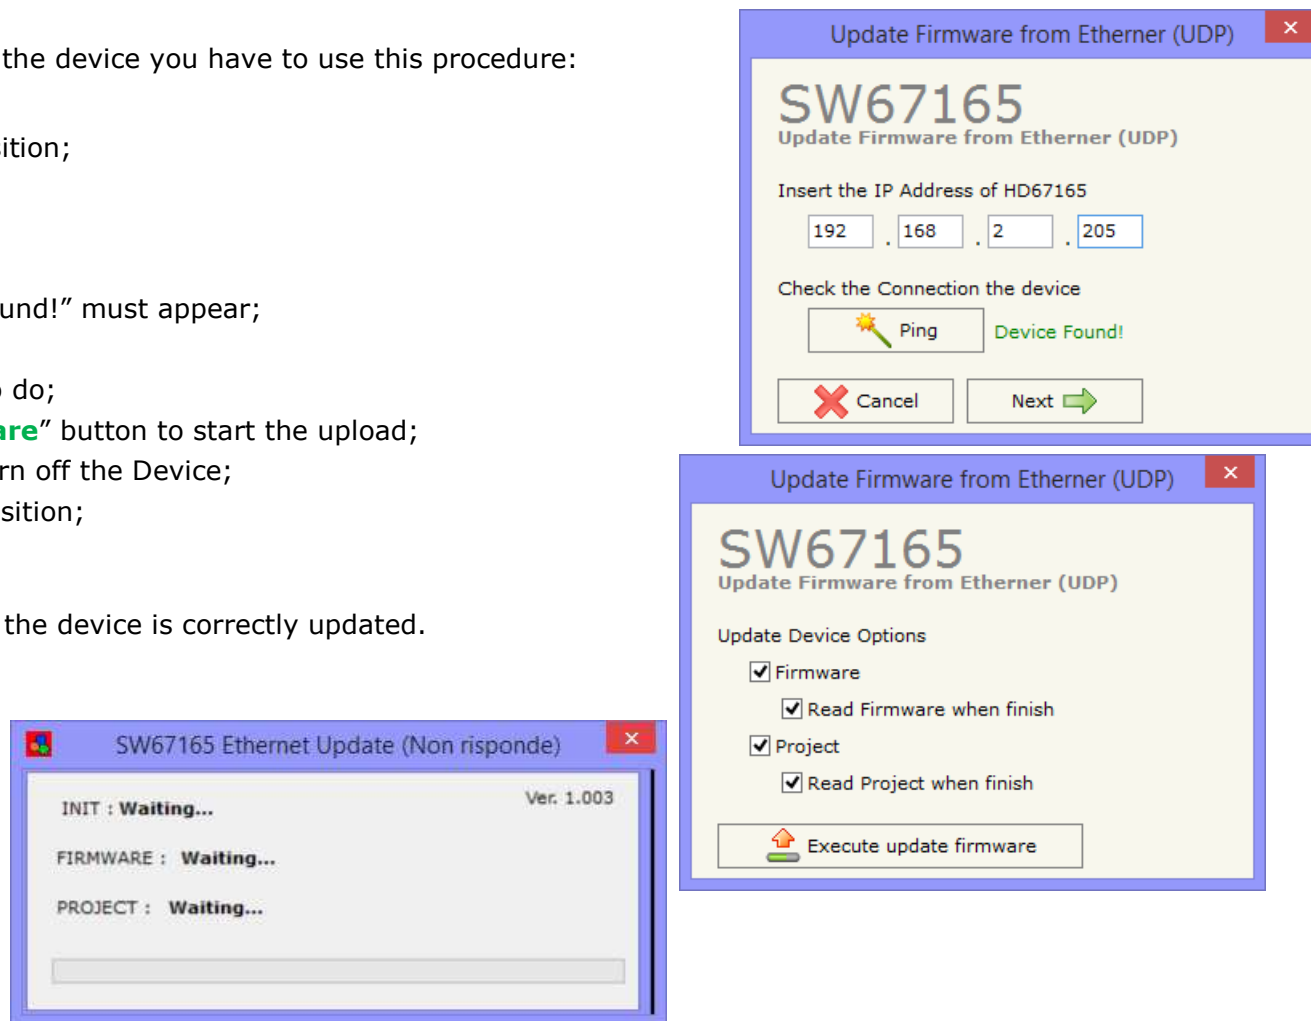 the device you have to use this procedure:
sition;
und!” must appear;
o do;
are” button to start the upload;
rn off the Device;
sition;
the device is correctly updated.
Update Firmware from Etherner (UDP)
SW67165
Update Firmware from Etherner (UDP)
Insert the IP Address of HD67165
192 . 168 . 2 . 205
Check the Connection the device
Ping Device Found!
Cancel Next
Update Firmware from Etherner (UDP)
SW67165
Update Firmware from Etherner (UDP)
Update Device Options
Firmware
Read Firmware when finish
Project
Read Project when finish
Execute update firmware
SW67165 Ethernet Update (Non risponde)
Ver. 1.003
INIT : Waiting...
FIRMWARE : Waiting...
PROJECT : Waiting...